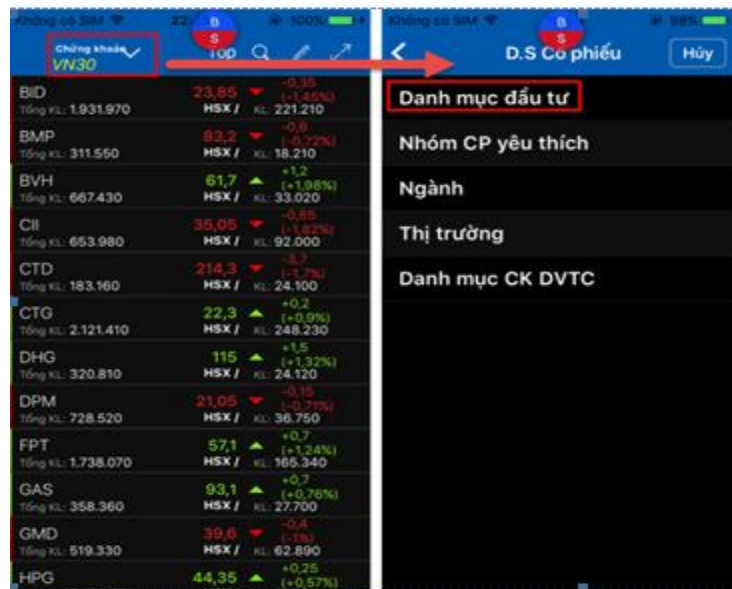 Không có SIM
22
B
S
100%
Chứng khoán
VN30
Top
BID
23,85
-0,35
(-1,45%)
Tổng KL: 1.931.970
HSX / KL: 221.210
BMP
83,2
-0,6
(-0,72%)
Tổng KL: 311.550
HSX / KL: 18.210
BVH
61,7
+1,2
(+1,98%)
Tổng KL: 667.430
HSX / KL: 33.020
CII
35,05
-0,65
(-1,82%)
Tổng KL: 653.980
HSX / KL: 92.000
CTD
214,3
-3,7
(-1,7%)
Tổng KL: 183.160
HSX / KL: 24.100
CTG
22,3
+0,2
(+0,9%)
Tổng KL: 2.121.410
HSX / KL: 248.230
DHG
115
+1,5
(+1,32%)
Tổng KL: 320.810
HSX / KL: 24.120
DPM
21,05
-0,15
(-0,71%)
Tổng KL: 728.520
HSX / KL: 36.750
FPT
57,1
+0,7
(+1,24%)
Tổng KL: 1.738.070
HSX / KL: 165.340
GAS
93,1
+0,7
(+0,76%)
Tổng KL: 358.360
HSX / KL: 27.700
GMD
39,6
-0,4
(-1%)
Tổng KL: 519.330
HSX / KL: 62.890
HPG
44,35
+0,25
(+0,57%)
Không có SIM
B
S
98%
D.S Cổ phiếu
Hủy
Danh mục đầu tư
Nhóm CP yêu thích
Ngành
Thị trường
Danh mục CK DVTC